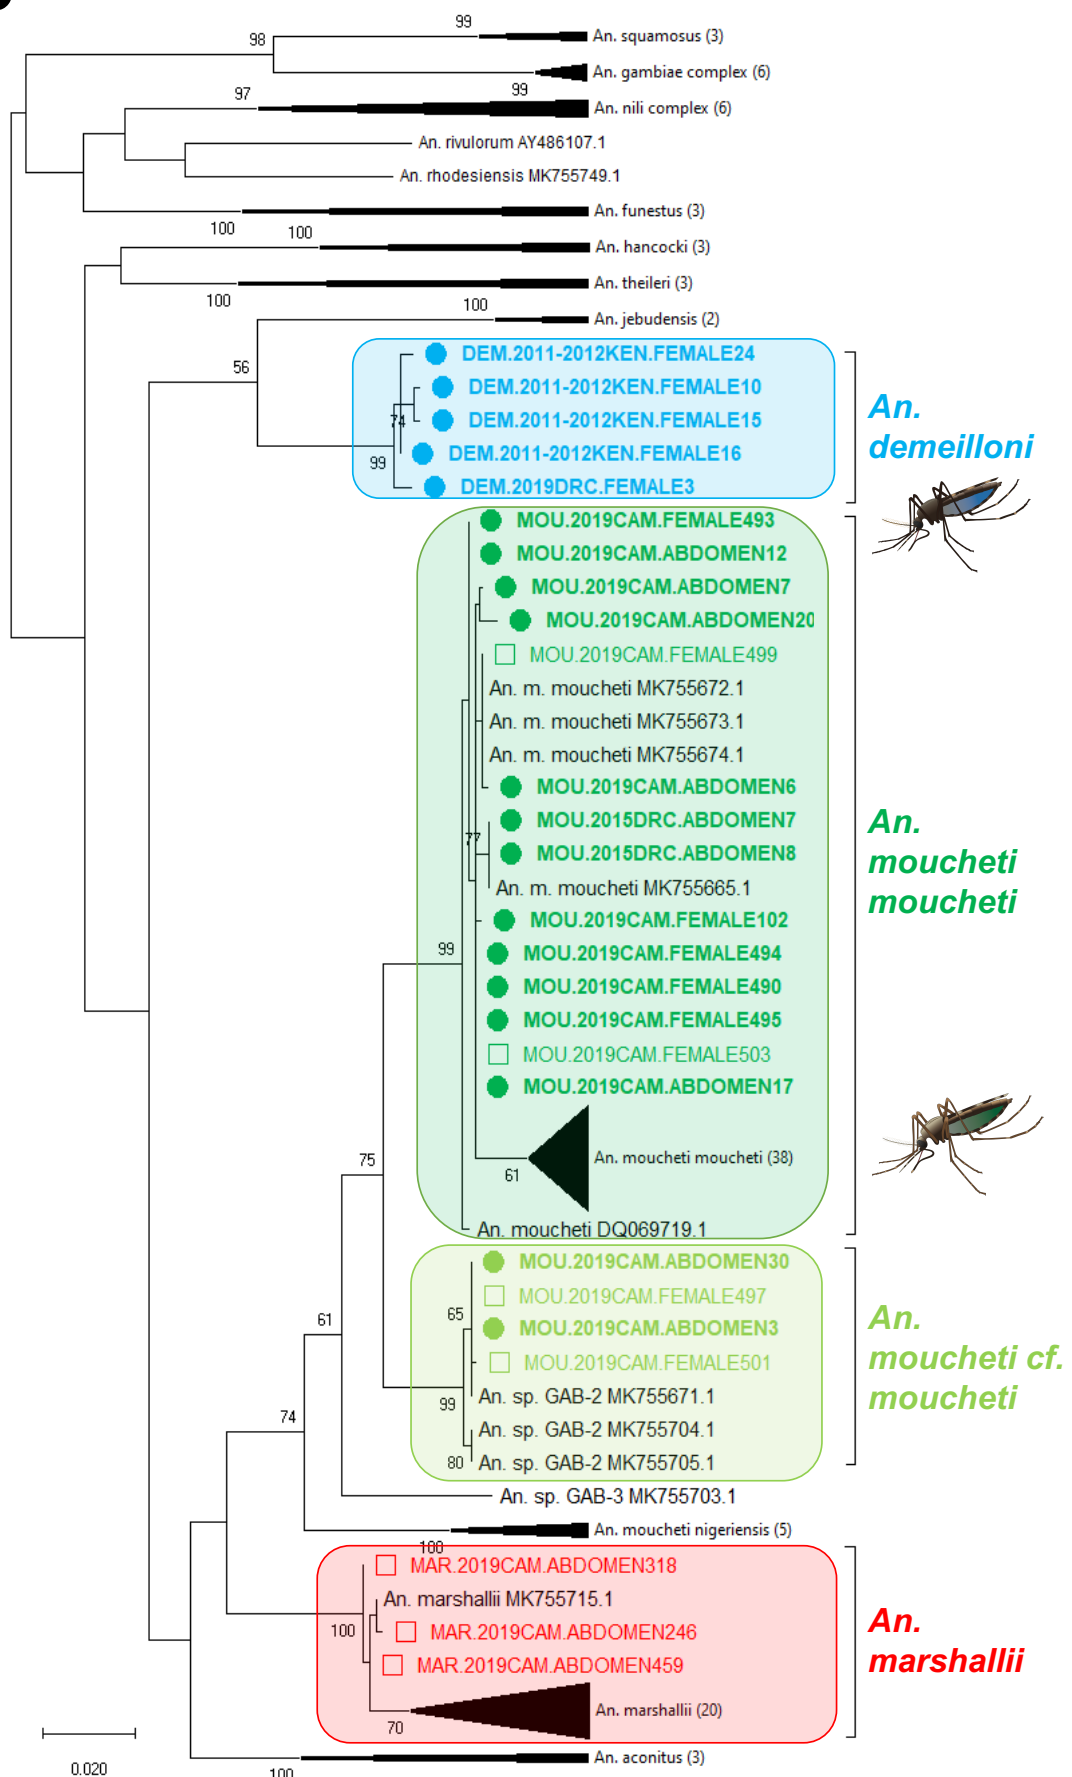 99
98
An. squamosus (3)
An. gambiae complex (6)
97
99
An. nili complex (6)
An. rivulorum AY486107.1
An. rhodesiensis MK755749.1
An. funestus (3)
100
100
An. hancocki (3)
An. theileri (3)
100
100
An. jebudensis (2)
56
DEM.2011-2012KEN.FEMALE24
DEM.2011-2012KEN.FEMALE10
74
DEM.2011-2012KEN.FEMALE15
DEM.2011-2012KEN.FEMALE16
99
DEM.2019DRC.FEMALE3
An.
demeilloni
MOU.2019CAM.FEMALE493
MOU.2019CAM.ABDOMEN12
MOU.2019CAM.ABDOMEN7
MOU.2019CAM.ABDOMEN20
MOU.2019CAM.FEMALE499
An. m. moucheti MK755672.1
An. m. moucheti MK755673.1
An. m. moucheti MK755674.1
MOU.2019CAM.ABDOMEN6
MOU.2015DRC.ABDOMEN7
77
MOU.2015DRC.ABDOMEN8
An. m. moucheti MK755665.1
MOU.2019CAM.FEMALE102
99
MOU.2019CAM.FEMALE494
MOU.2019CAM.FEMALE490
MOU.2019CAM.FEMALE495
MOU.2019CAM.FEMALE503
MOU.2019CAM.ABDOMEN17
75
An. moucheti moucheti (38)
61
An. moucheti DQ069719.1
An.
moucheti
moucheti
MOU.2019CAM.ABDOMEN30
MOU.2019CAM.FEMALE497
65
61
MOU.2019CAM.ABDOMEN3
MOU.2019CAM.FEMALE501
An. sp. GAB-2 MK755671.1
99
74
An. sp. GAB-2 MK755704.1
80
An. sp. GAB-2 MK755705.1
An.
moucheti cf.
moucheti
An. sp. GAB-3 MK755703.1
An. moucheti nigeriensis (5)
100
MAR.2019CAM.ABDOMEN318
An. marshallii MK755715.1
100
MAR.2019CAM.ABDOMEN246
MAR.2019CAM.ABDOMEN459
An. marshallii (20)
70
An.
marshallii
An. aconitus (3)
100
0.020